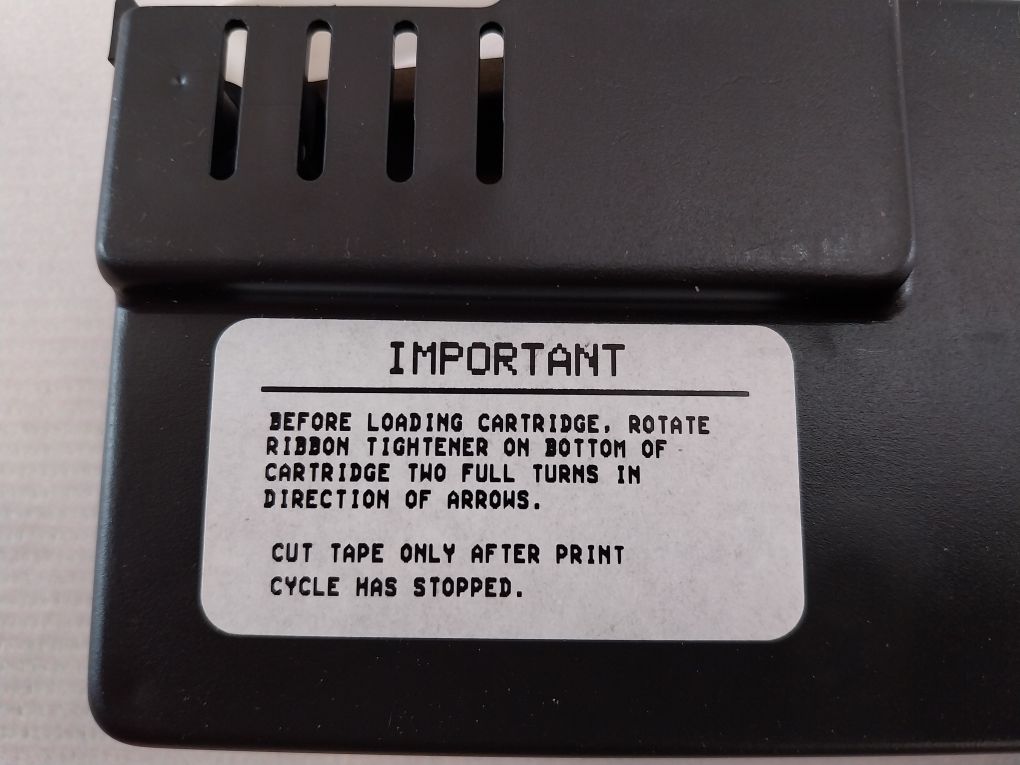 IMPORTANT
BEFORE LOADING CARTRIDGE, ROTATE
RIBBON TIGHTENER ON BOTTOM OF
CARTRIDGE TWO FULL TURNS IN
DIRECTION OF ARROWS.
CUT TAPE ONLY AFTER PRINT
CYCLE HAS STOPPED.